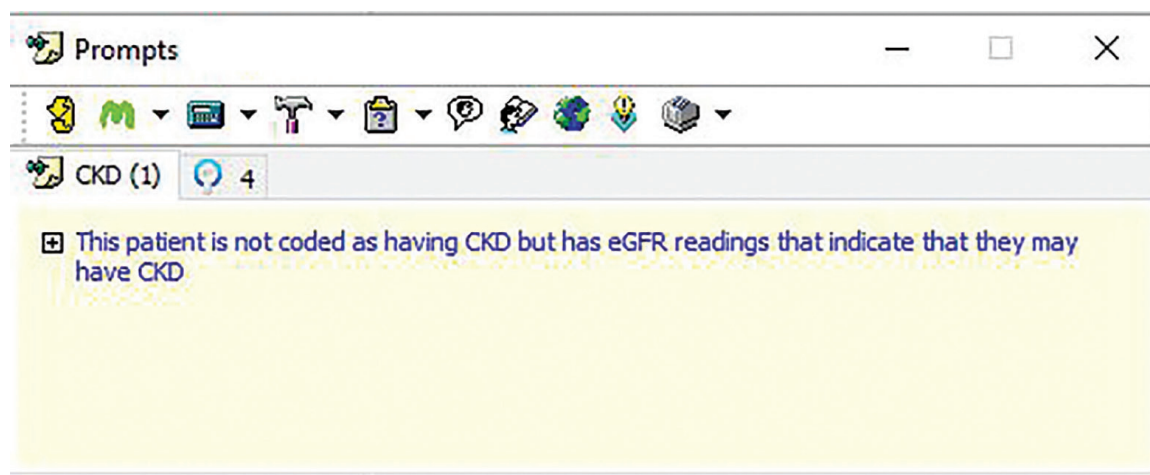 Prompts
CKD (1)
4
This patient is not coded as having CKD but has eGFR readings that indicate that they may
have CKD